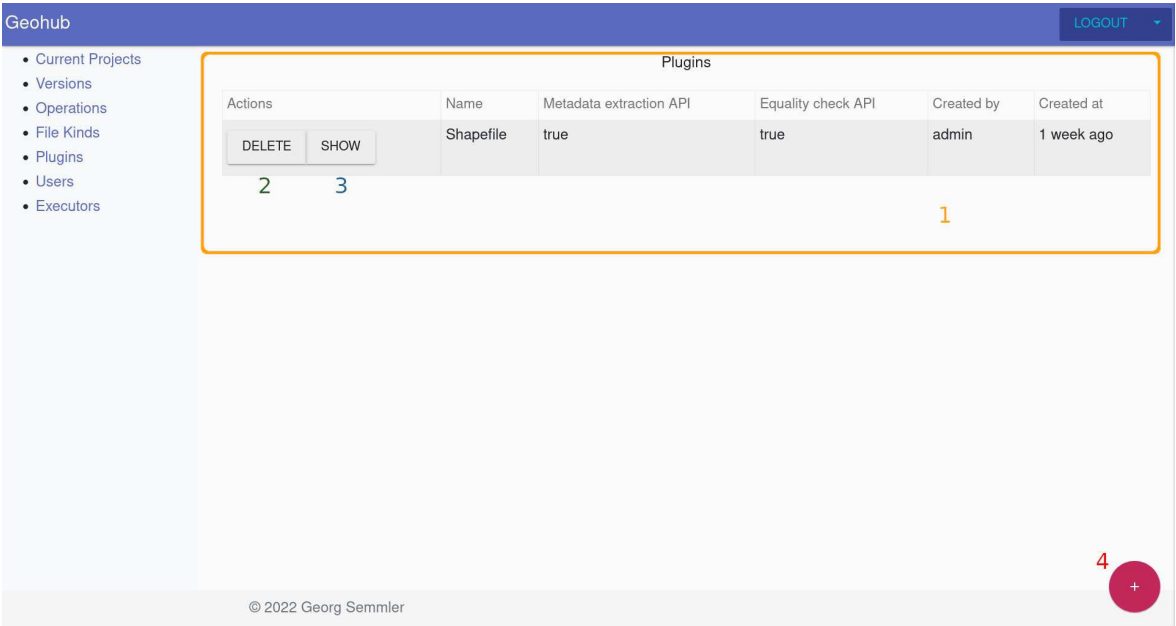 Geohub
LOGOUT
Current Projects
Versions
Operations
File Kinds
Plugins
Users
Executors
Plugins
Actions Name Metadata extraction API Equality check API Created by Created at
DELETE SHOW Shapefile true true admin 1 week ago
2 3
1
4
+
© 2022 Georg Semmler